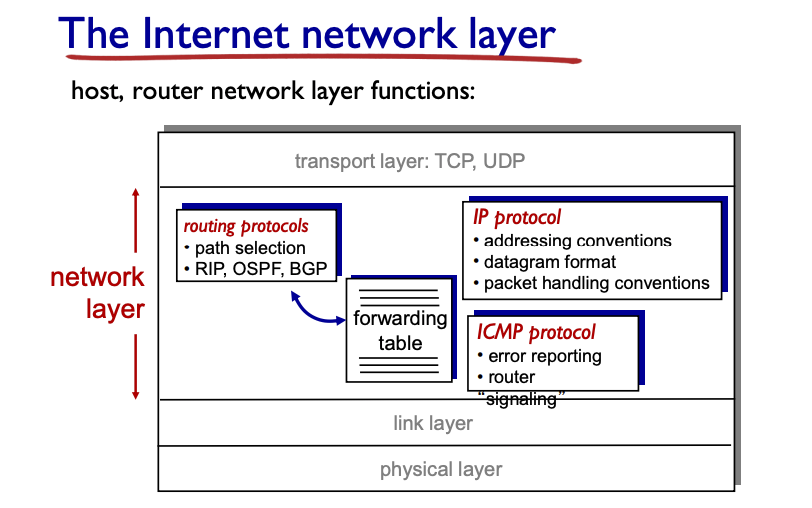 The Internet network layer
host, router network layer functions:
transport layer: TCP, UDP
routing protocols
• path selection
• RIP, OSPF, BGP
IP protocol
• addressing conventions
• datagram format
• packet handling conventions
network
layer
forwarding
table
ICMP protocol
• error reporting
• router
“signaling”
link layer
physical layer